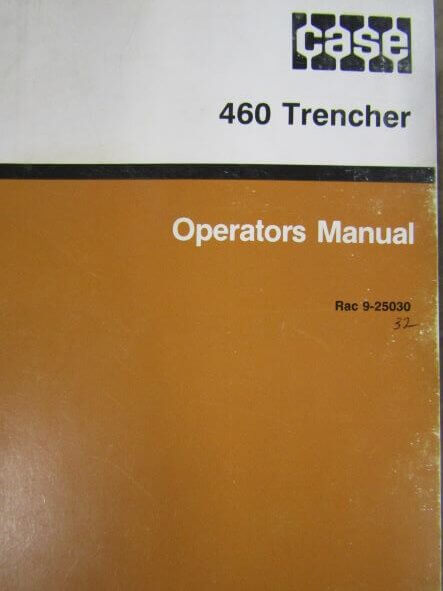 case
460 Trencher
Operators Manual
Rac 9-25030
32